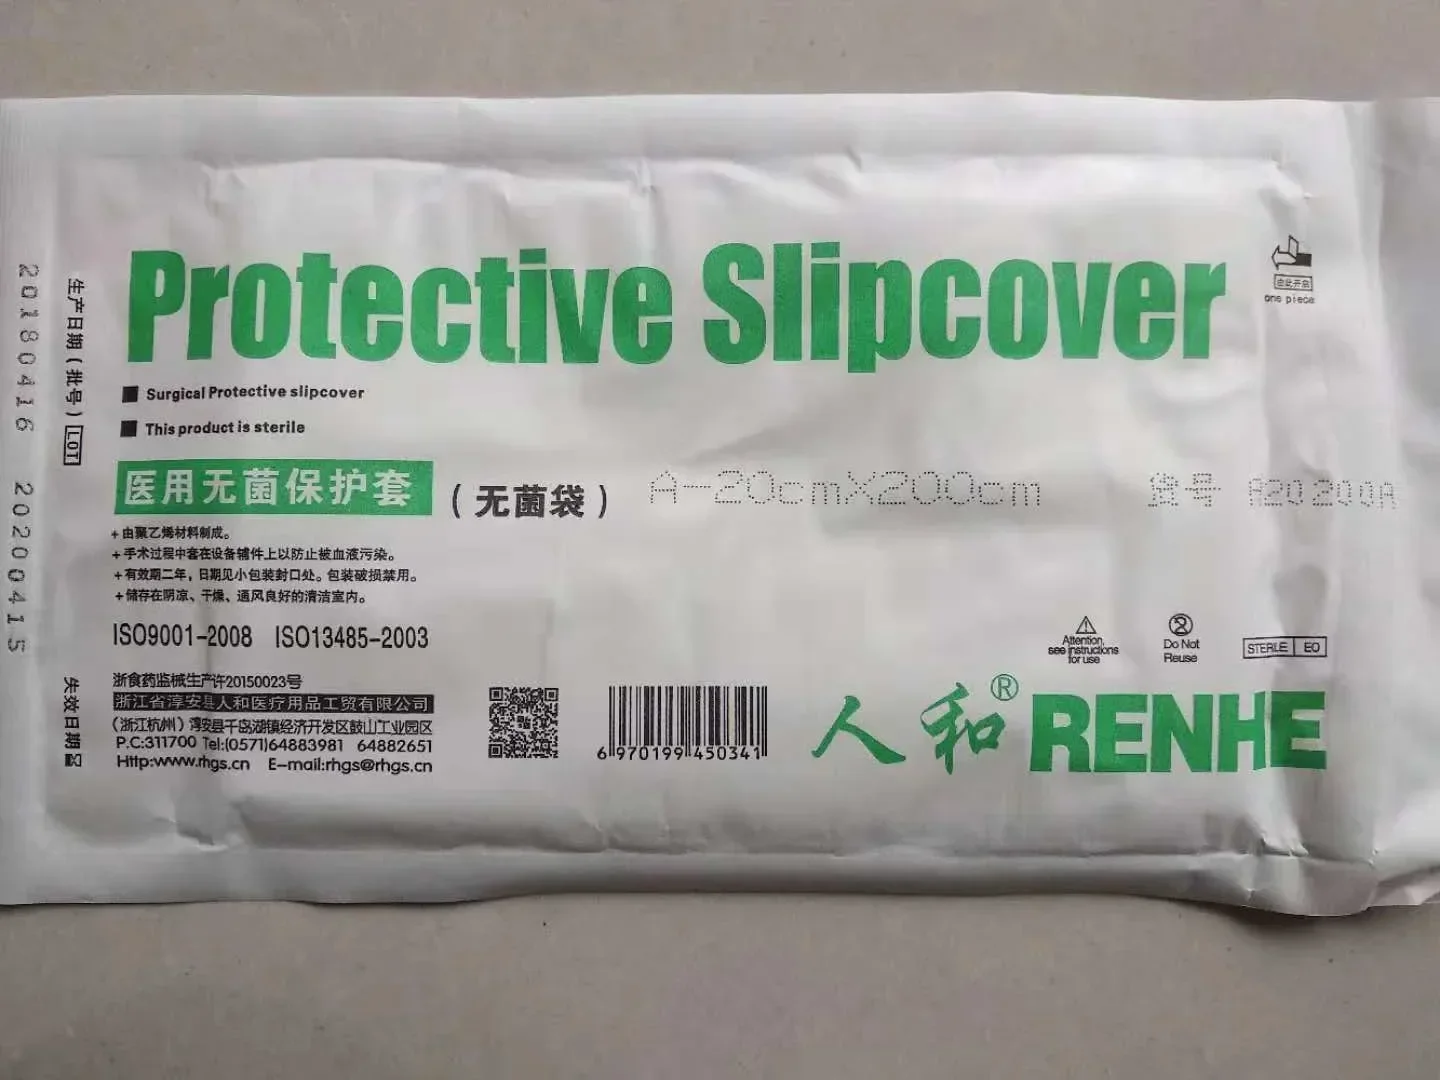 Protective Slipcover
由此开启
one piece
■ Surgical Protective slipcover
■ This product is sterile
医用无菌保护套(无菌袋) A-20cmX200cm 货号 A20200A
+由聚乙烯材料制成。
+手术过程中套在设备辅件上以防止被血液污染。
+有效期二年，日期见小包装封口处。包装破损禁用。
+储存在阴凉、干燥、通风良好的清洁室内。
ISO9001-2008 ISO13485-2003
浙食药监械生产许20150023号
浙江省淳安县人和医疗用品工贸有限公司
(浙江杭州) 淳安县千岛湖镇经济开发区鼓山工业园区
P.C:311700 Tel:(0571)64883981 64882651
Http:www.rhgs.cn E-mail:rhgs@rhgs.cn
6 970199 450341
Attention,
see instructions
for use
Do Not
Reuse
STERILE EO
人和® RENHE
生产日期(批号) LOT
20180416
失效日期
20200415